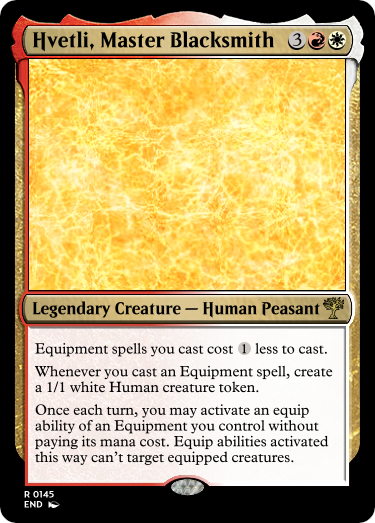 Hvetli, Master Blacksmith 3
Legendary Creature — Human Peasant
Equipment spells you cast cost 1 less to cast.
Whenever you cast an Equipment spell, create
a 1/1 white Human creature token.
Once each turn, you may activate an equip
ability of an Equipment you control without
paying its mana cost. Equip abilities activated
this way can't target equipped creatures.
R 0145
END